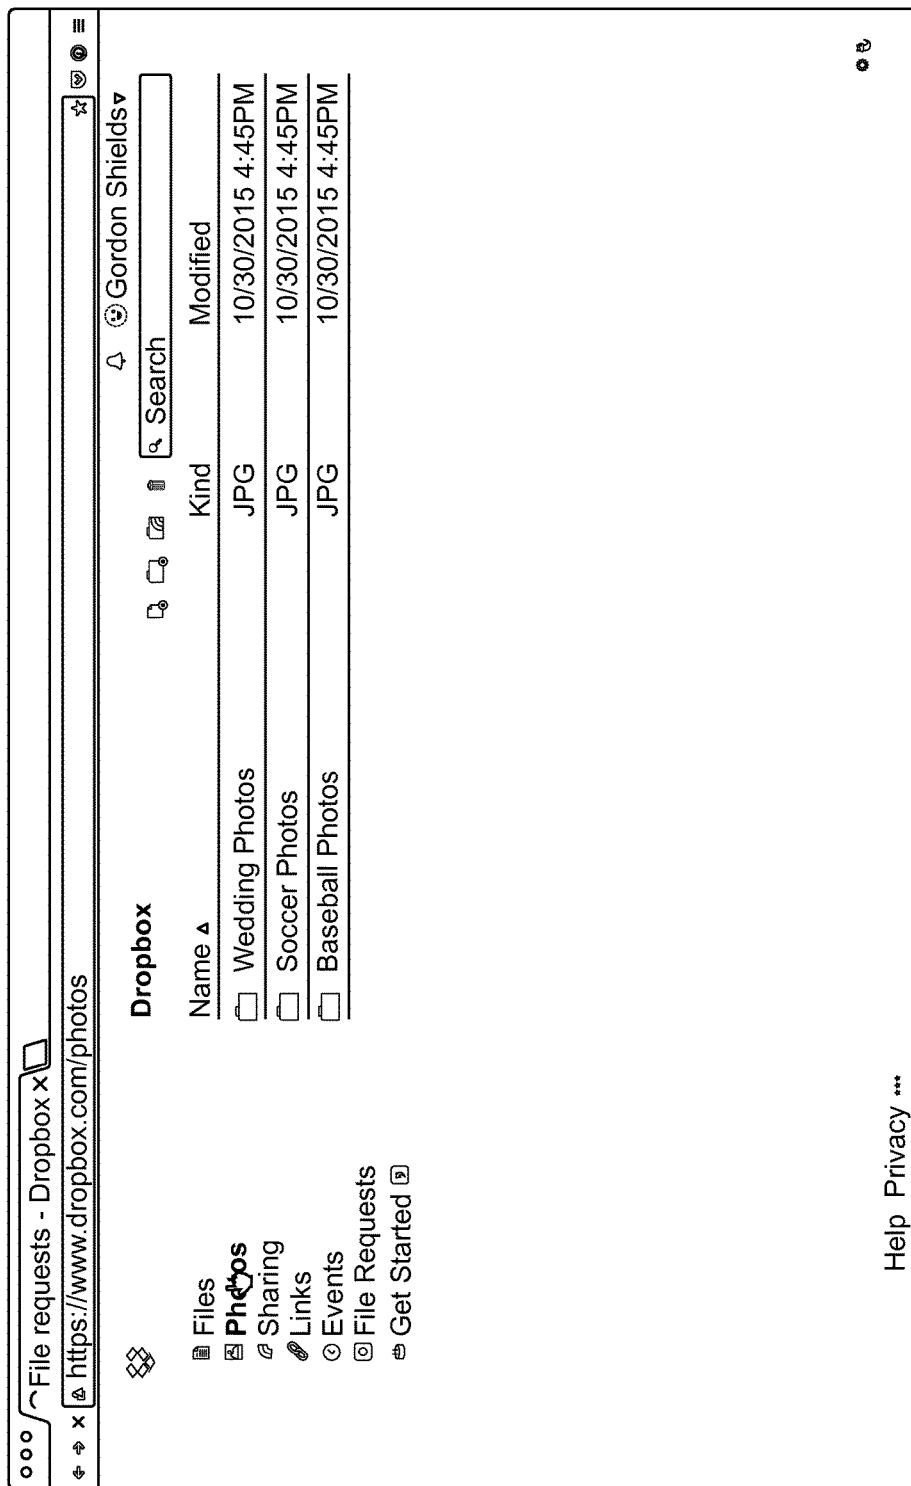 File requests - Dropbox ×
https://www.dropbox.com/photos
Gordon Shields
Dropbox
Search
Name Kind Modified
Wedding Photos JPG 10/30/2015 4:45PM
Soccer Photos JPG 10/30/2015 4:45PM
Baseball Photos JPG 10/30/2015 4:45PM
Files
Photos
Sharing
Links
Events
File Requests
Get Started
Help Privacy